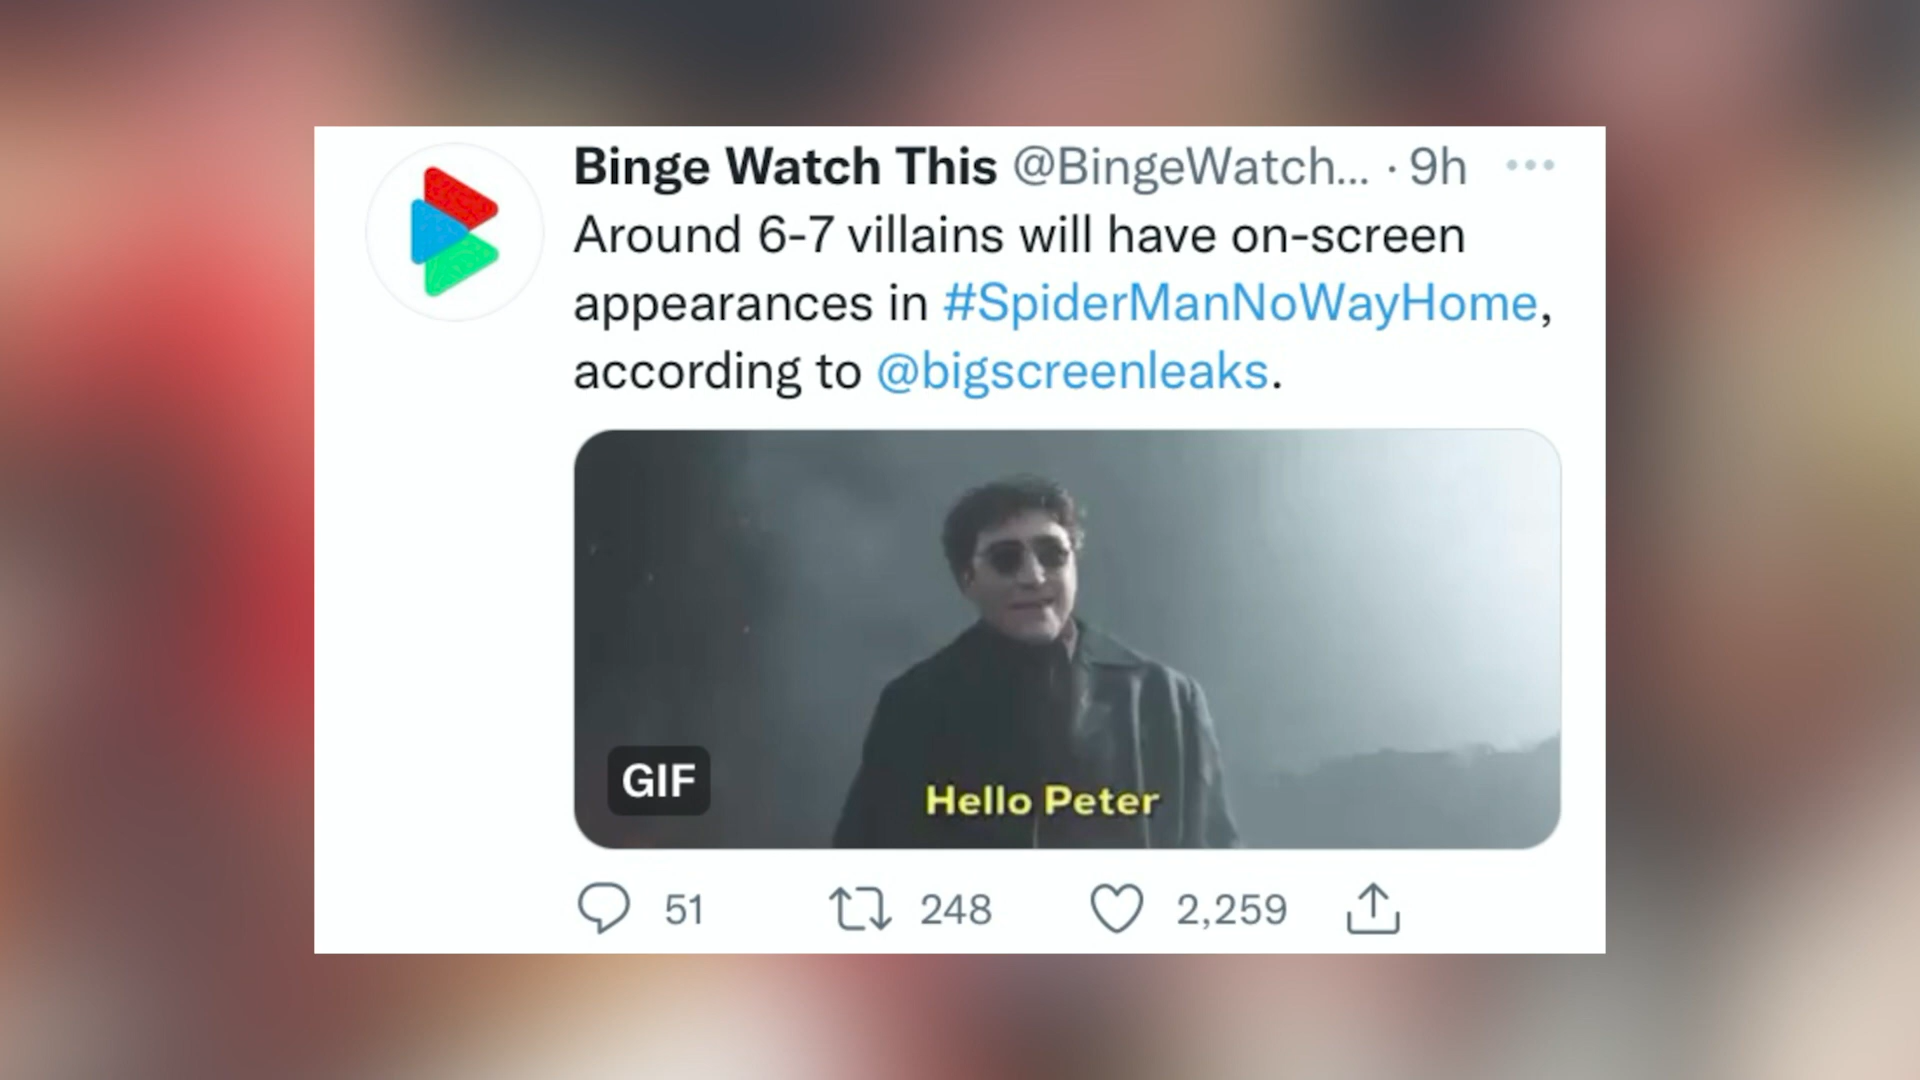 Binge Watch This @BingeWatch... · 9h
Around 6-7 villains will have on-screen
appearances in #SpiderManNoWayHome,
according to @bigscreenleaks.
Hello Peter
GIF
51 248 2,259